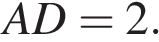 AD = 2.